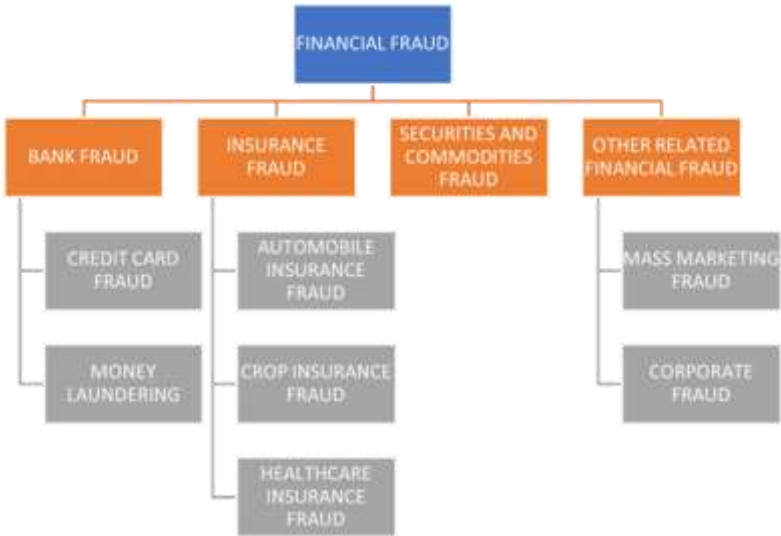 FINANCIAL FRAUD
BANK FRAUD
INSURANCE
FRAUD
SECURITIES AND
COMMODITIES
FRAUD
OTHER RELATED
FINANCIAL FRAUD
CREDIT CARD
FRAUD
MONEY
LAUNDERING
AUTOMOBILE
INSURANCE
FRAUD
CROP INSURANCE
FRAUD
HEALTHCARE
INSURANCE
FRAUD
MASS MARKETING
FRAUD
CORPORATE
FRAUD